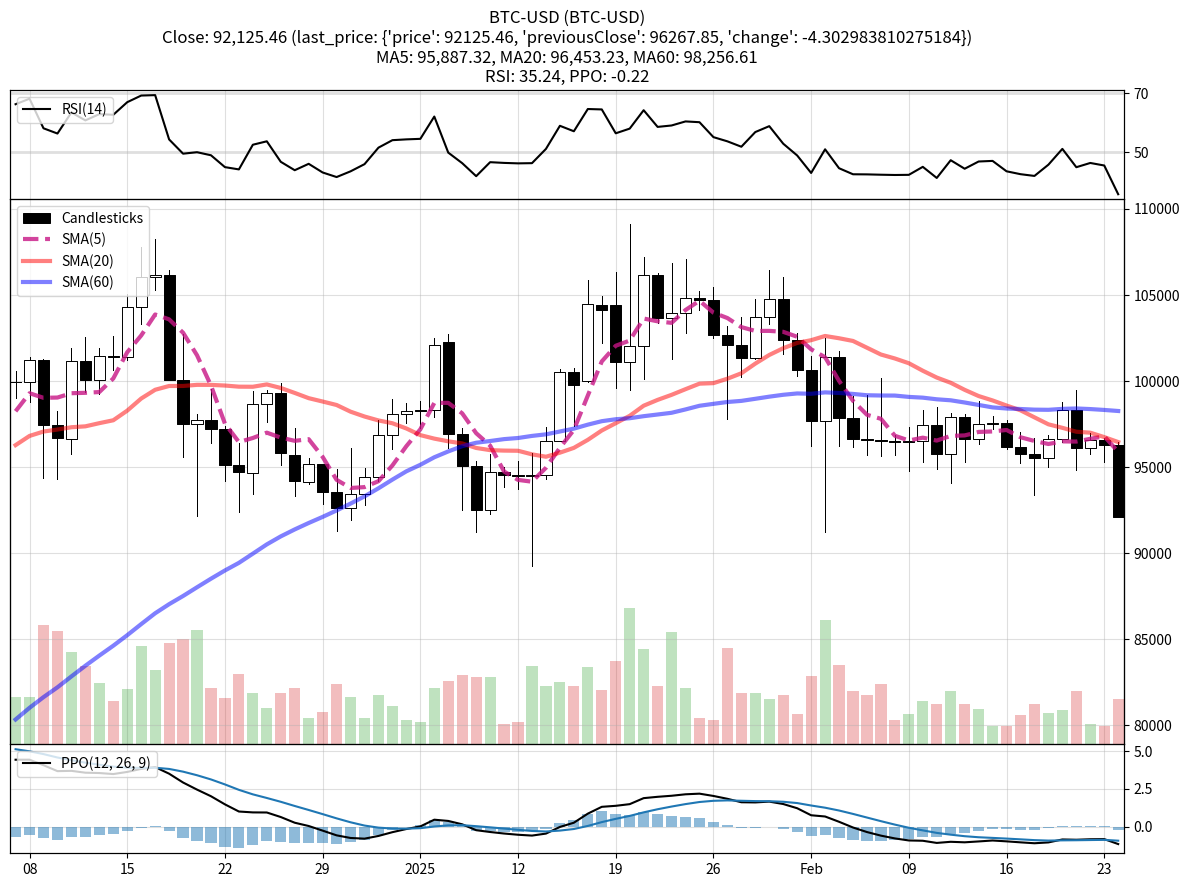 BTC-USD (BTC-USD)
Close: 92,125.46 (last_price: {'price': 92125.46, 'previousClose': 96267.85, 'change': -4.302983810275184})
MA5: 95,887.32, MA20: 96,453.23, MA60: 98,256.61
RSI: 35.24, PPO: -0.22
RSI(14)
70
50
Candlesticks
SMA(5)
SMA(20)
SMA(60)
110000
105000
100000
95000
90000
85000
80000
PPO(12, 26, 9)
5.0
2.5
0.0
08 15 22 29 2025 12 19 26 Feb 09 16 23